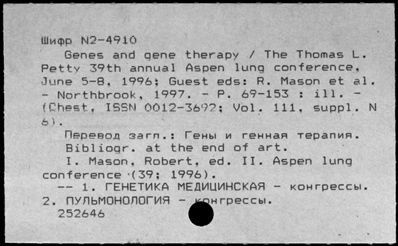 Шифр N2-4910
Genes and gene therapy / The Thomas L.
Petty 39th annual Aspen lung conference,
June 5-8, 1996; Guest eds: R. Mason et al.
- Northbrook, 1997. - P. 69-153 : ill. -
(Chest, ISSN 0012-3692; Vol. 111, suppl. N
6).
Перевод загл.: Гены и генная терапия.
Bibliogr. at the end of art.
I. Mason, Robert, ed. II. Aspen lung
conference (39; 1996).
-- 1. ГЕНЕТИКА МЕДИЦИНСКАЯ - конгрессы.
2. ПУЛЬМОНОЛОГИЯ - конгрессы.
252646